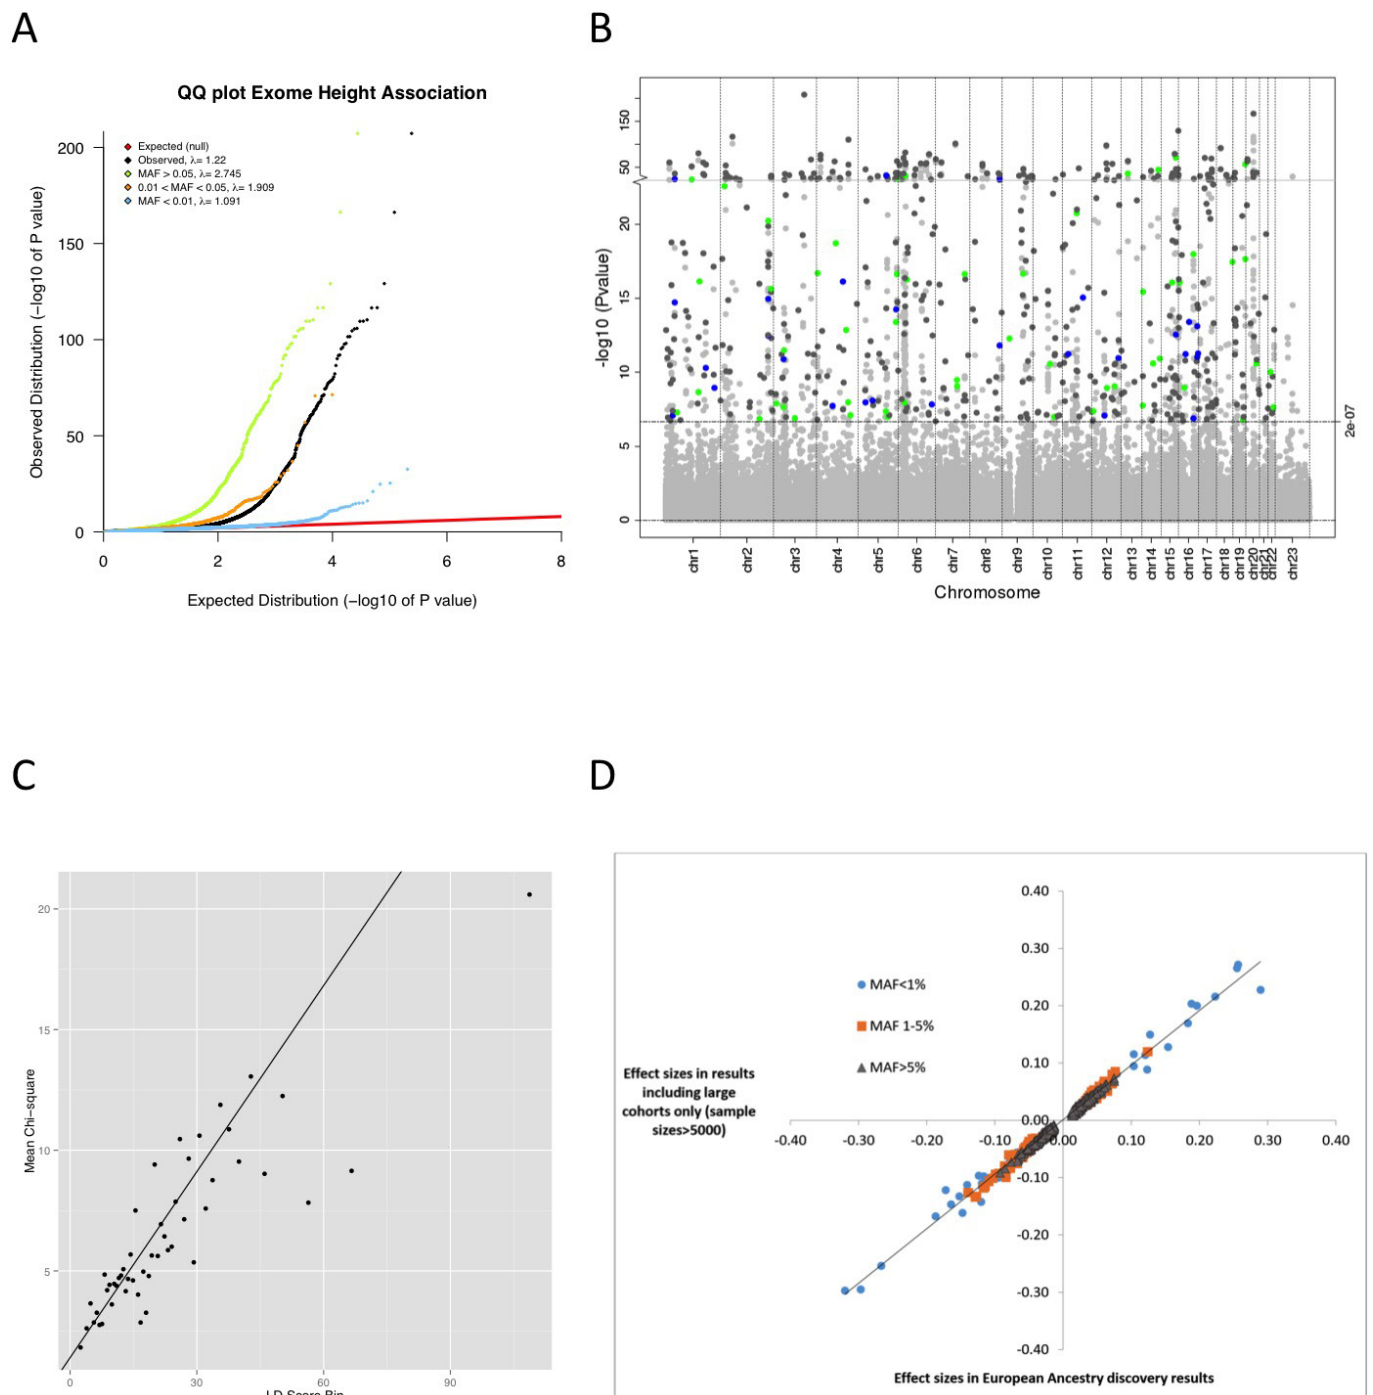 A
B
QQ plot Exome Height Association
Observed Distribution (−log10 of P value)
200
150
100
50
0
Expected (null)
Observed, λ= 1.22
MAF > 0.05, λ= 2.745
0.01 < MAF < 0.05, λ= 1.909
MAF < 0.01, λ= 1.091
0 2 4 6 8
Expected Distribution (−log10 of P value)
-log10 (Pvalue)
150
50
20
15
10
5
0
2e-07
chr1 chr2 chr3 chr4 chr5 chr6 chr7 chr8 chr9 chr10 chr11 chr12 chr13 chr14 chr15 chr16 chr17 chr18 chr19 chr20 chr21 chr22 chr23
Chromosome
C
D
Mean Chi−square
20
15
10
5
0 30 60 90
LD Score Bin
0.40
0.30
0.20
0.10
0.00
-0.10
-0.20
-0.30
-0.40
MAF<1%
MAF 1-5%
MAF>5%
Effect sizes in results
including large
cohorts only (sample
sizes>5000)
-0.40 -0.30 -0.20 -0.10 0.00 0.10 0.20 0.30 0.40
Effect sizes in European Ancestry discovery results